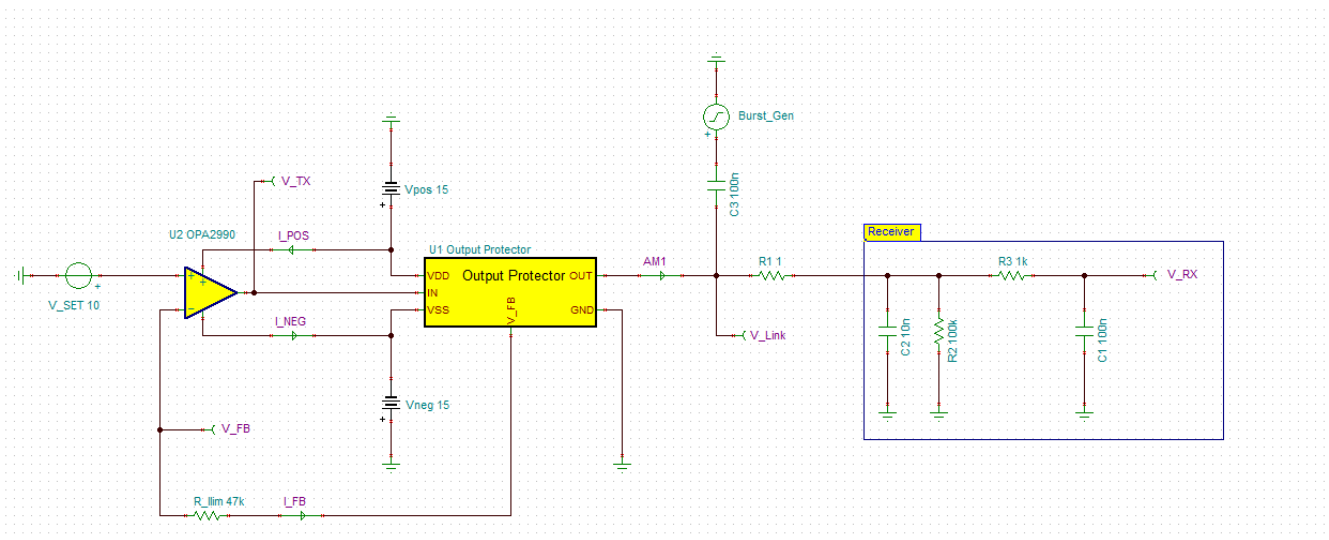 Burst_Gen
C3 100n
V_TX
Vpos 15
U2 OPA2990
I_POS
U1 Output Protector
Receiver
VDD
Output Protector
OUT
AM1
R1 1
R3 1k
V_RX
V_SET 10
IN
VSS
V_FB
GND
I_NEG
V_Link
C2 10n
R2 100k
C1 100n
Vneg 15
V_FB
R_Ilim 47k
I_FB